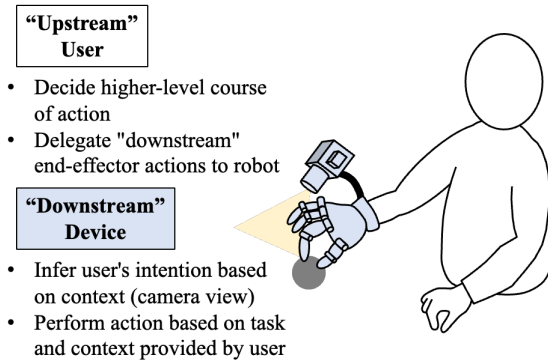 “Upstream”
User
• Decide higher-level course
of action
• Delegate "downstream"
end-effector actions to robot
“Downstream”
Device
• Infer user's intention based
on context (camera view)
• Perform action based on task
and context provided by user